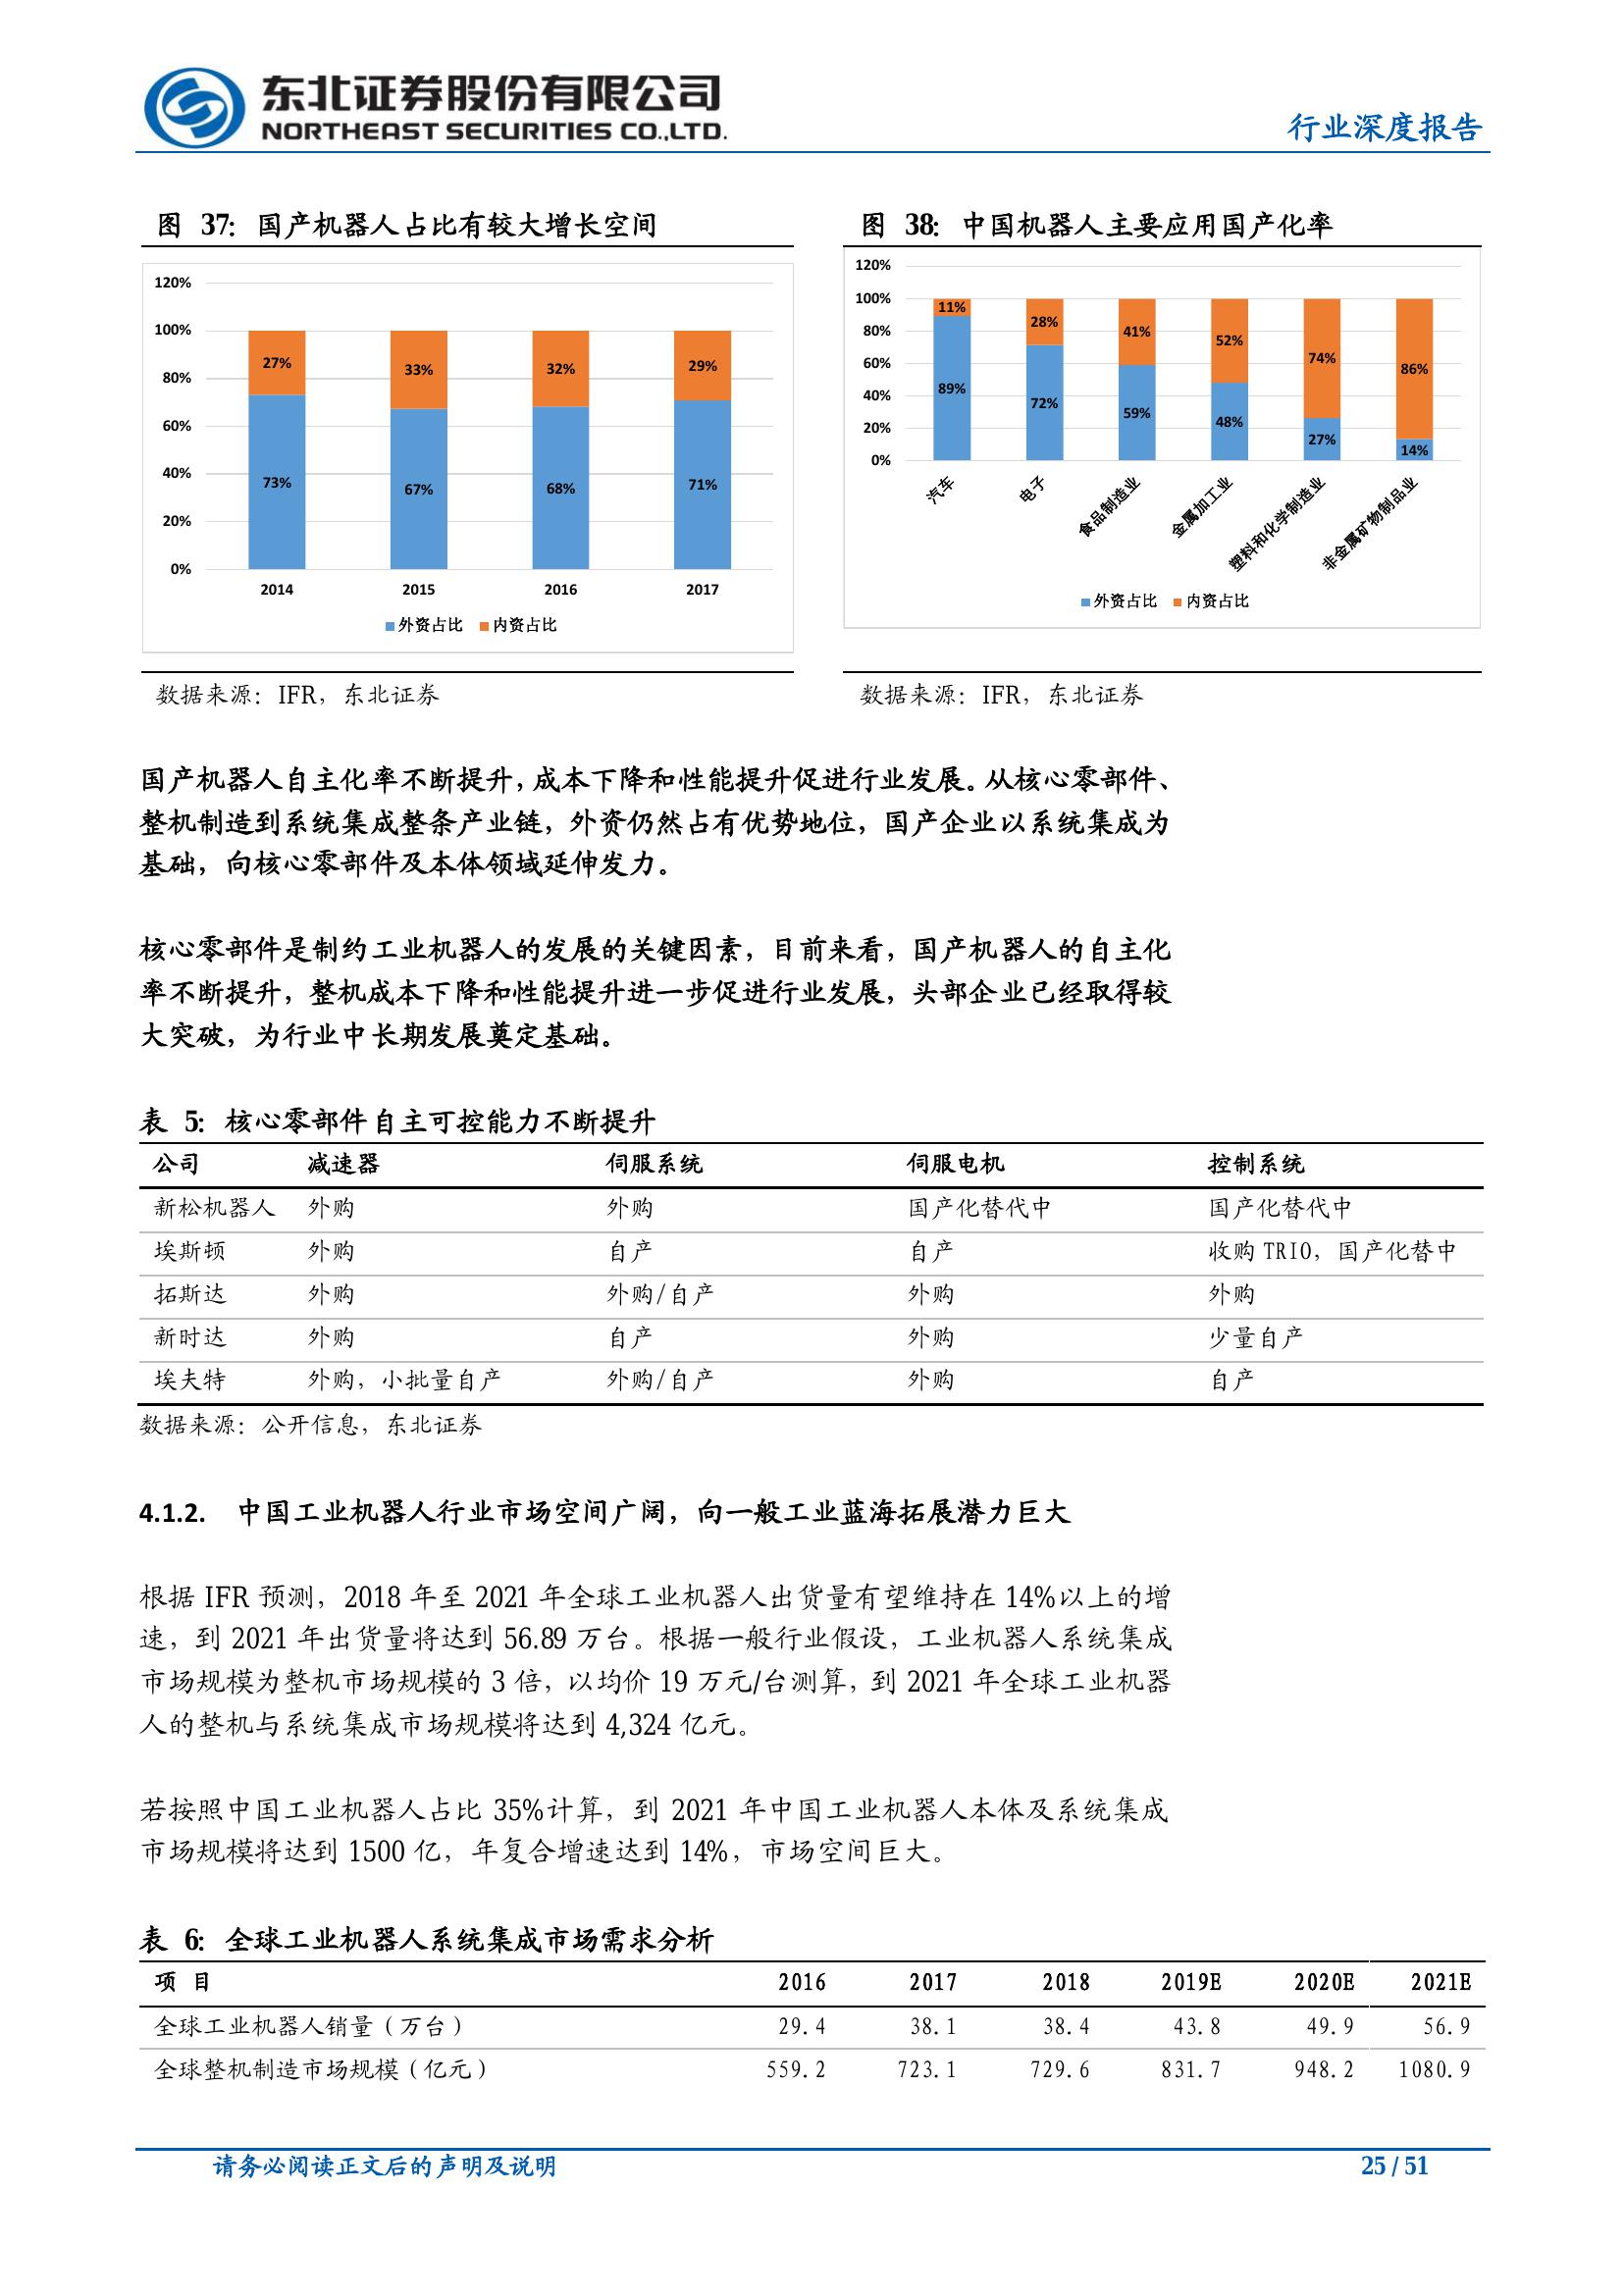 东北证券股份有限公司
NORTHEAST SECURITIES CO.,LTD.
行业深度报告
图 37：国产机器人占比有较大增长空间
120%
100%
80%
60%
40%
20%
0%
27% 33% 32% 29%
73% 67% 68% 71%
2014 2015 2016 2017
外资占比 内资占比
数据来源：IFR，东北证券
图 38：中国机器人主要应用国产化率
120%
100%
80%
60%
40%
20%
0%
11% 28% 41% 52% 74% 86%
89% 72% 59% 48% 27% 14%
汽车 电子 食品制造业 金属加工业 塑料和化学制造业 非金属矿物制品业
外资占比 内资占比
数据来源：IFR，东北证券
国产机器人自主化率不断提升，成本下降和性能提升促进行业发展。从核心零部件、
整机制造到系统集成整条产业链，外资仍然占有优势地位，国产企业以系统集成为
基础，向核心零部件及本体领域延伸发力。
核心零部件是制约工业机器人的发展的关键因素，目前来看，国产机器人的自主化
率不断提升，整机成本下降和性能提升进一步促进行业发展，头部企业已经取得较
大突破，为行业中长期发展奠定基础。
表 5：核心零部件自主可控能力不断提升
公司 减速器 伺服系统 伺服电机 控制系统
新松机器人 外购 外购 国产化替代中 国产化替代中
埃斯顿 外购 自产 自产 收购 TRIO，国产化替中
拓斯达 外购 外购/自产 外购 外购
新时达 外购 自产 外购 少量自产
埃夫特 外购，小批量自产 外购/自产 外购 自产
数据来源：公开信息，东北证券
4.1.2. 中国工业机器人行业市场空间广阔，向一般工业蓝海拓展潜力巨大
根据 IFR 预测，2018 年至 2021 年全球工业机器人出货量有望维持在 14%以上的增
速，到 2021 年出货量将达到 56.89 万台。根据一般行业假设，工业机器人系统集成
市场规模为整机市场规模的 3 倍，以均价 19 万元/台测算，到 2021 年全球工业机器
人的整机与系统集成市场规模将达到 4,324 亿元。
若按照中国工业机器人占比 35%计算，到 2021 年中国工业机器人本体及系统集成
市场规模将达到 1500 亿，年复合增速达到 14%，市场空间巨大。
表 6：全球工业机器人系统集成市场需求分析
项 目 2016 2017 2018 2019E 2020E 2021E
全球工业机器人销量（万台） 29.4 38.1 38.4 43.8 49.9 56.9
全球整机制造市场规模（亿元） 559.2 723.1 729.6 831.7 948.2 1080.9
请务必阅读正文后的声明及说明
25 / 51